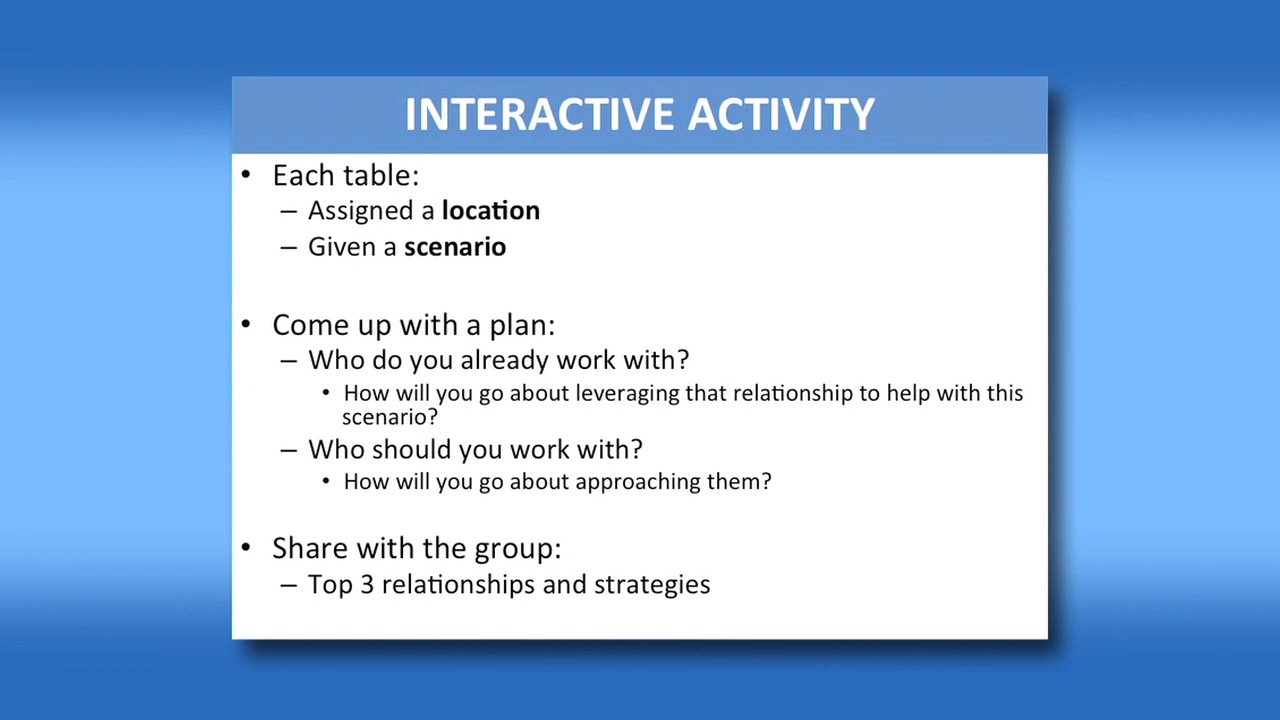 INTERACTIVE ACTIVITY
• Each table:
– Assigned a location
– Given a scenario
• Come up with a plan:
– Who do you already work with?
• How will you go about leveraging that relationship to help with this
scenario?
– Who should you work with?
• How will you go about approaching them?
• Share with the group:
– Top 3 relationships and strategies